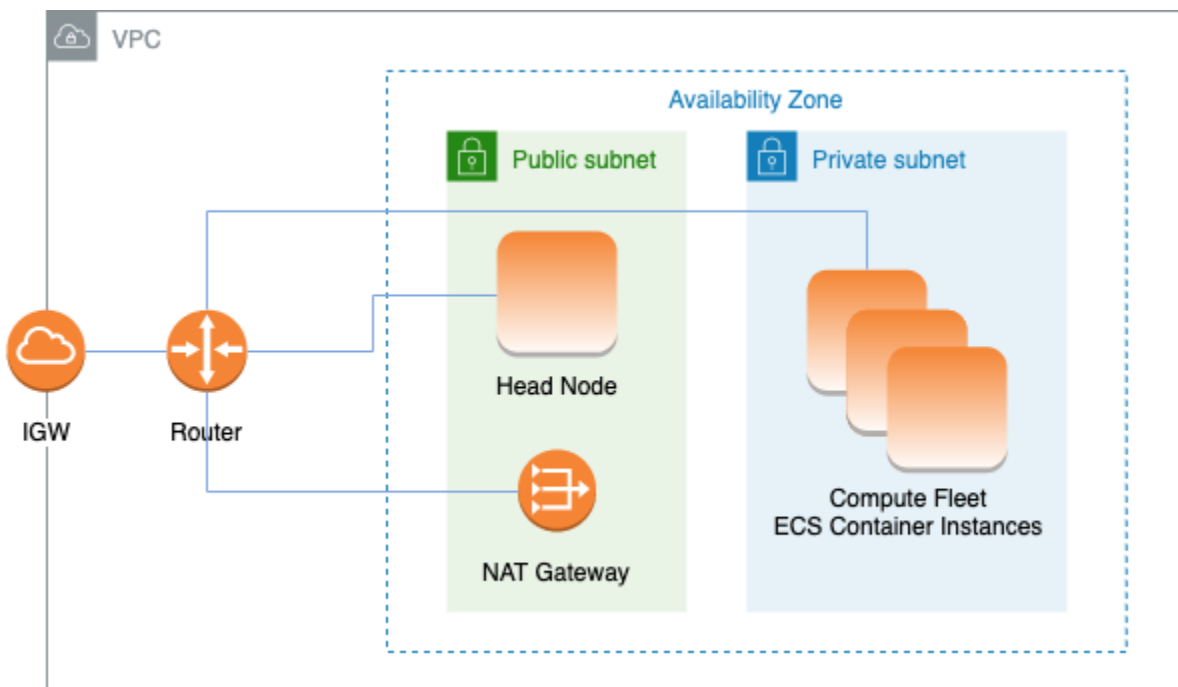 VPC
Availability Zone
Public subnet
Private subnet
Head Node
IGW
Router
Compute Fleet
ECS Container Instances
NAT Gateway